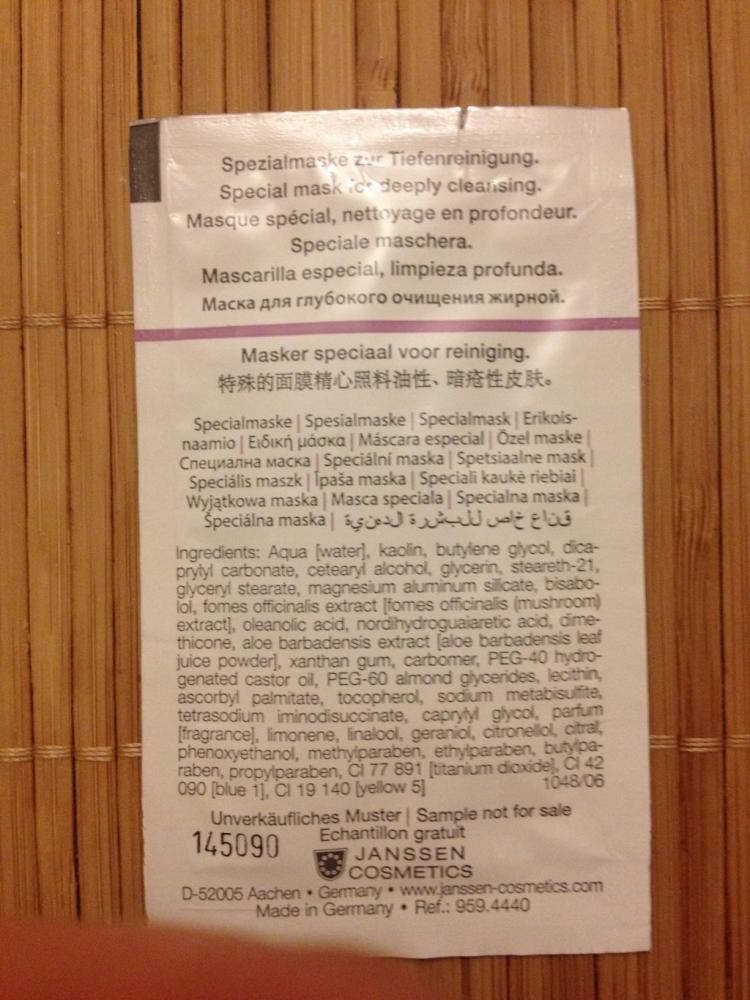 Spezialmaske zur Tiefenreinigung.
Special mask for deeply cleansing.
Masque spécial, nettoyage en profondeur.
Speciale maschera.
Mascarilla especial, limpieza profunda.
Маска для глубокого очищения жирной.
Masker speciaal voor reiniging.
特殊的面膜精心照料油性、暗疮性皮肤。
Specialmaske | Spesialmaske | Specialmask | Erikois-
naamio | Ειδική μάσκα | Máscara especial | Özel maske |
Специална маска | Speciální maska | Spetsiaalne mask |
Speciális maszk | Īpaša maska | Speciali kaukė riebiai |
Wyjątkowa maska | Masca speciala | Specialna maska |
Špeciálna maska | قناع خاص للبشرة الدهنية
Ingredients: Aqua [water], kaolin, butylene glycol, dica-
prylyl carbonate, cetearyl alcohol, glycerin, steareth-21,
glyceryl stearate, magnesium aluminum silicate, bisabo-
lol, fomes officinalis extract [fomes officinalis (mushroom)
extract], oleanolic acid, nordihydroguaiaretic acid, dime-
thicone, aloe barbadensis extract [aloe barbadensis leaf
juice powder], xanthan gum, carbomer, PEG-40 hydro-
genated castor oil, PEG-60 almond glycerides, lecithin,
ascorbyl palmitate, tocopherol, sodium metabisulfite,
tetrasodium iminodisuccinate, caprylyl glycol, parfum
[fragrance], limonene, linalool, geraniol, citronellol, citral,
phenoxyethanol, methylparaben, ethylparaben, butylpa-
raben, propylparaben, CI 77 891 [titanium dioxide], CI 42
090 [blue 1], CI 19 140 [yellow 5] 1048/06
Unverkäufliches Muster | Sample not for sale
Echantillon gratuit
145090
JANSSEN
COSMETICS
D-52005 Aachen • Germany • www.janssen-cosmetics.com
Made in Germany • Ref.: 959.4440